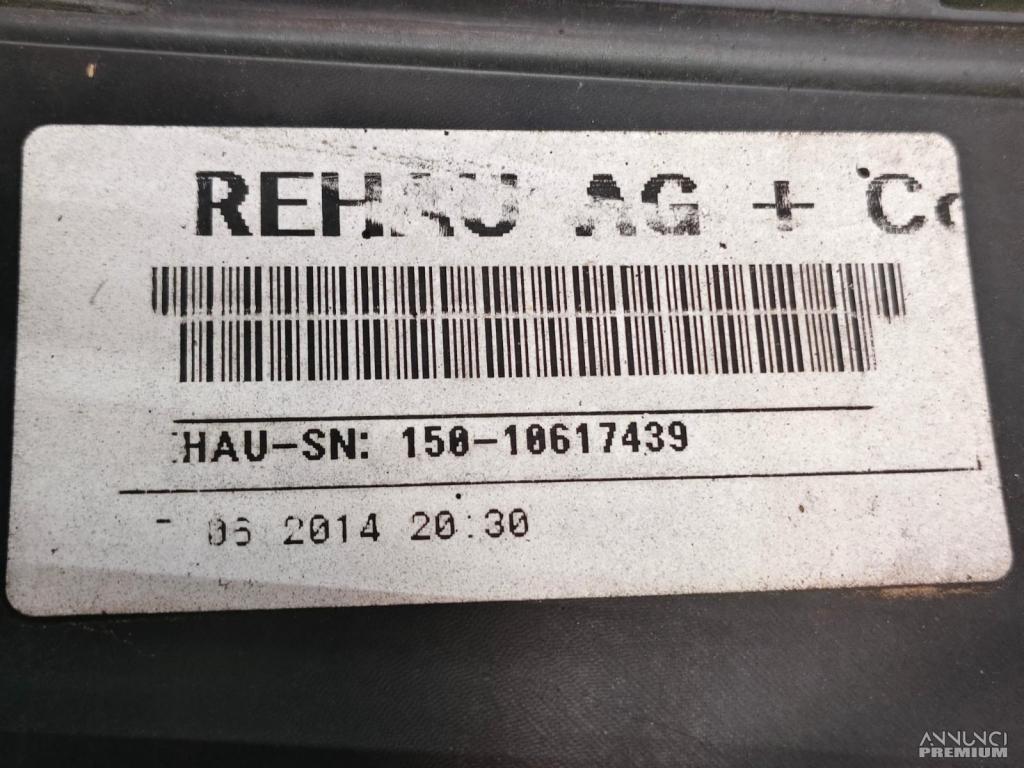 REHAU AG + Co
HAU-SN: 150-10617439
06 2014 20:30
ANNUNCI
PREMIUM